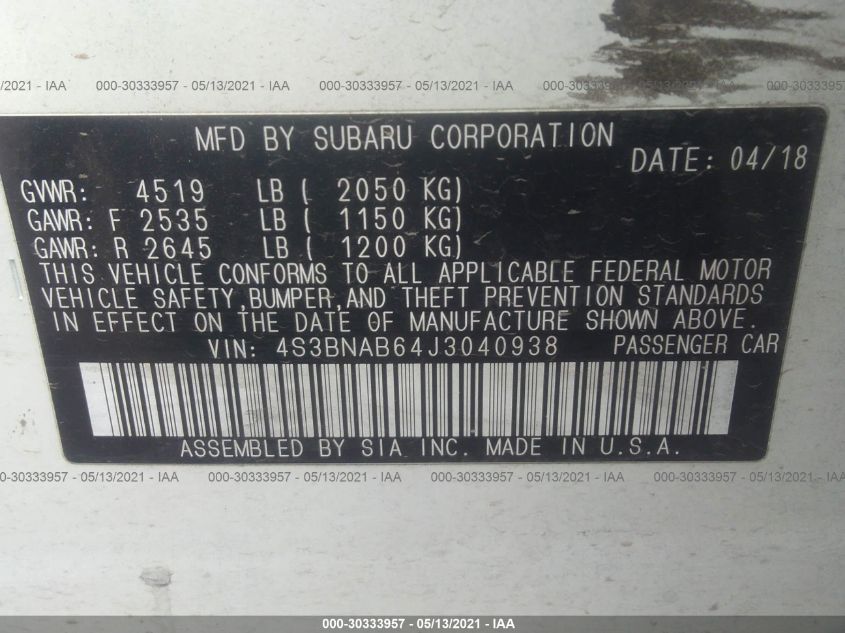 2021 - IAA 000-30333957 - 05/13/2021 - IAA 000-30333957 - 05/13/2021 - IAA 000-30333957 - 05/13/2021 - IAA 000-30333957
MFD BY SUBARU CORPORATION
DATE: 04/18
GVWR: 4519 LB ( 2050 KG)
GAWR: F 2535 LB ( 1150 KG)
GAWR: R 2645 LB ( 1200 KG)
THIS VEHICLE CONFORMS TO ALL APPLICABLE FEDERAL MOTOR
VEHICLE SAFETY,BUMPER,AND THEFT PREVENTION STANDARDS
IN EFFECT ON THE DATE OF MANUFACTURE SHOWN ABOVE.
VIN: 4S3BNAB64J3040938 PASSENGER CAR
ASSEMBLED BY SIA INC. MADE IN U.S.A.
0-30333957 - 05/13/2021 - IAA 000-30333957 - 05/13/2021 - IAA 000-30333957 - 05/13/2021 - IAA 000-30333957 - 05/13/2021 - IAA
000-30333957 - 05/13/2021 - IAA